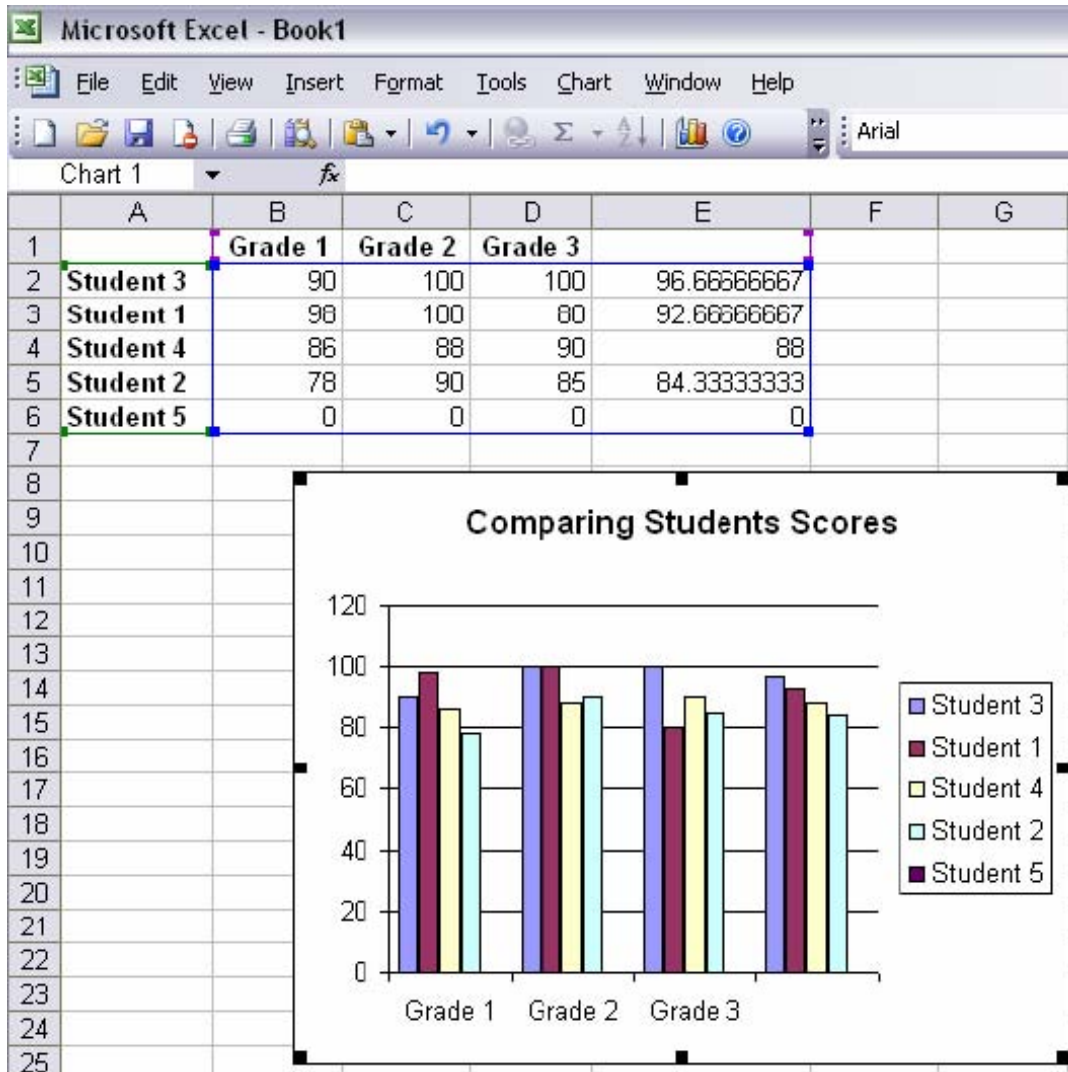 Microsoft Excel - Book1
File Edit View Insert Format Tools Chart Window Help
Σ Arial
Chart 1 fx
A B C D E F G
1 Grade 1 Grade 2 Grade 3
2 Student 3 90 100 100 96.66666667
3 Student 1 98 100 80 92.66666667
4 Student 4 86 88 90 88
5 Student 2 78 90 85 84.33333333
6 Student 5 0 0 0 0
7
8
9
10
11
12
13
14
15
16
17
18
19
20
21
22
23
24
25
Comparing Students Scores
120
100
80
60
40
20
0
Grade 1 Grade 2 Grade 3
Student 3
Student 1
Student 4
Student 2
Student 5